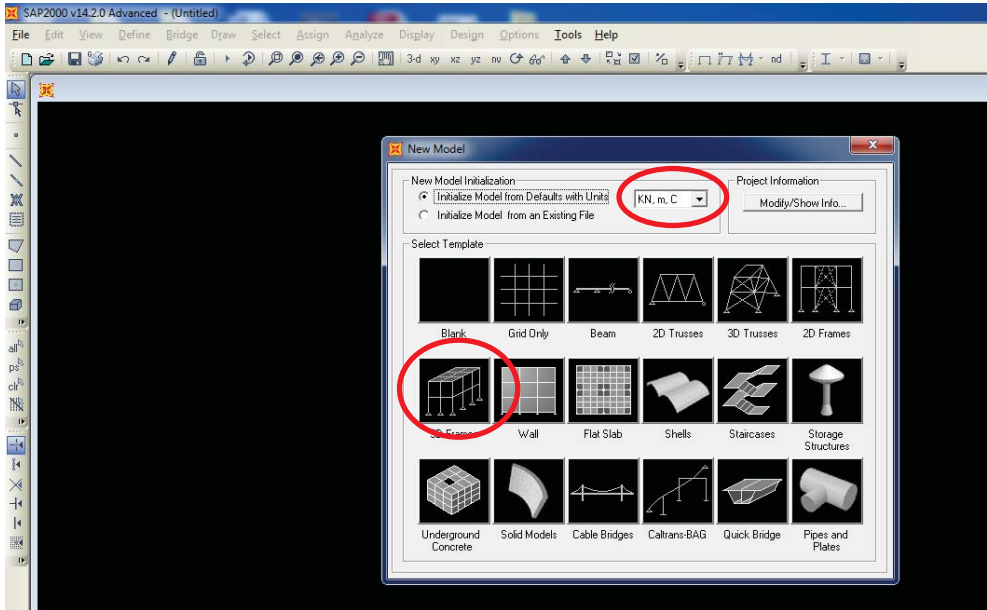 SAP2000 v14.2.0 Advanced - (Untitled)
File Edit View Define Bridge Draw Select Assign Analyze Display Design Options Tools Help
3-d xy xz yz nv nd
New Model
New Model Initialization
Project Information
Initialize Model from Defaults with Units
KN, m, C
Modify/Show Info...
Initialize Model from an Existing File
Select Template
Blank
Grid Only
Beam
2D Trusses
3D Trusses
2D Frames
3D Frames
Wall
Flat Slab
Shells
Staircases
Storage
Structures
Underground
Concrete
Solid Models
Cable Bridges
Caltrans-BAG
Quick Bridge
Pipes and
Plates
all
ps
clr